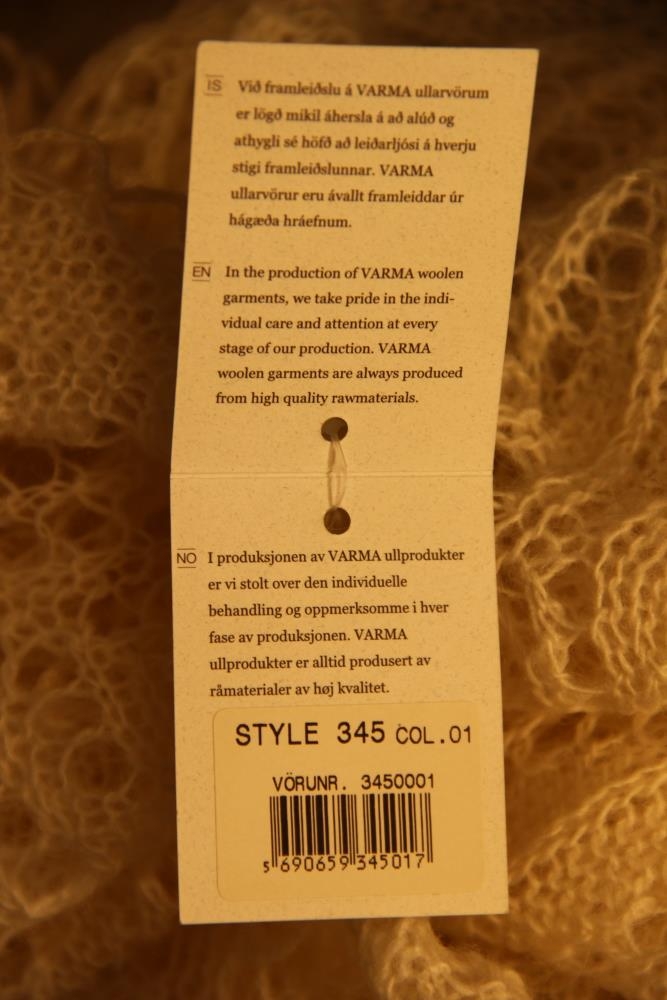 IS Við framleiðslu á VARMA ullarvörum
er lögð mikil áhersla á að alúð og
athygli sé höfð að leiðarljósi á hverju
stigi framleiðslunnar. VARMA
ullarvörur eru ávallt framleiddar úr
hágæða hráefnum.
EN In the production of VARMA woolen
garments, we take pride in the indi-
vidual care and attention at every
stage of our production. VARMA
woolen garments are always produced
from high quality rawmaterials.
NO I produksjonen av VARMA ullprodukter
er vi stolt over den individuelle
behandling og oppmerksomme i hver
fase av produksjonen. VARMA
ullprodukter er alltid produsert av
råmaterialer av høj kvalitet.
STYLE 345 COL.01
VÖRUNR. 3450001
5 690659 345017